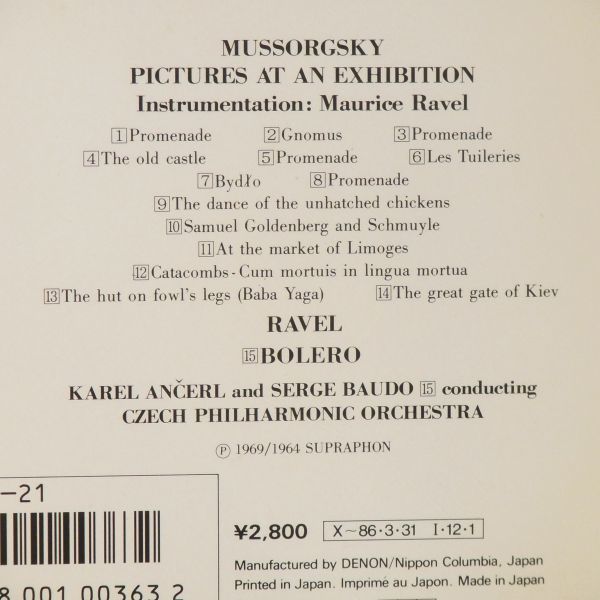 MUSSORGSKY
PICTURES AT AN EXHIBITION
Instrumentation: Maurice Ravel
1 Promenade 2 Gnomus 3 Promenade
4 The old castle 5 Promenade 6 Les Tuileries
7 Bydło 8 Promenade
9 The dance of the unhatched chickens
10 Samuel Goldenberg and Schmuyle
11 At the market of Limoges
12 Catacombs - Cum mortuis in lingua mortua
13 The hut on fowl's legs (Baba Yaga) 14 The great gate of Kiev
RAVEL
15 BOLERO
KAREL ANČERL and SERGE BAUDO 15 conducting
CZECH PHILHARMONIC ORCHESTRA
Ⓟ 1969/1964 SUPRAPHON
-21
8 001 00363 2
¥2,800 X~86·3·31 I·12·1
Manufactured by DENON/Nippon Columbia, Japan
Printed in Japan. Imprimé au Japon. Made in Japan